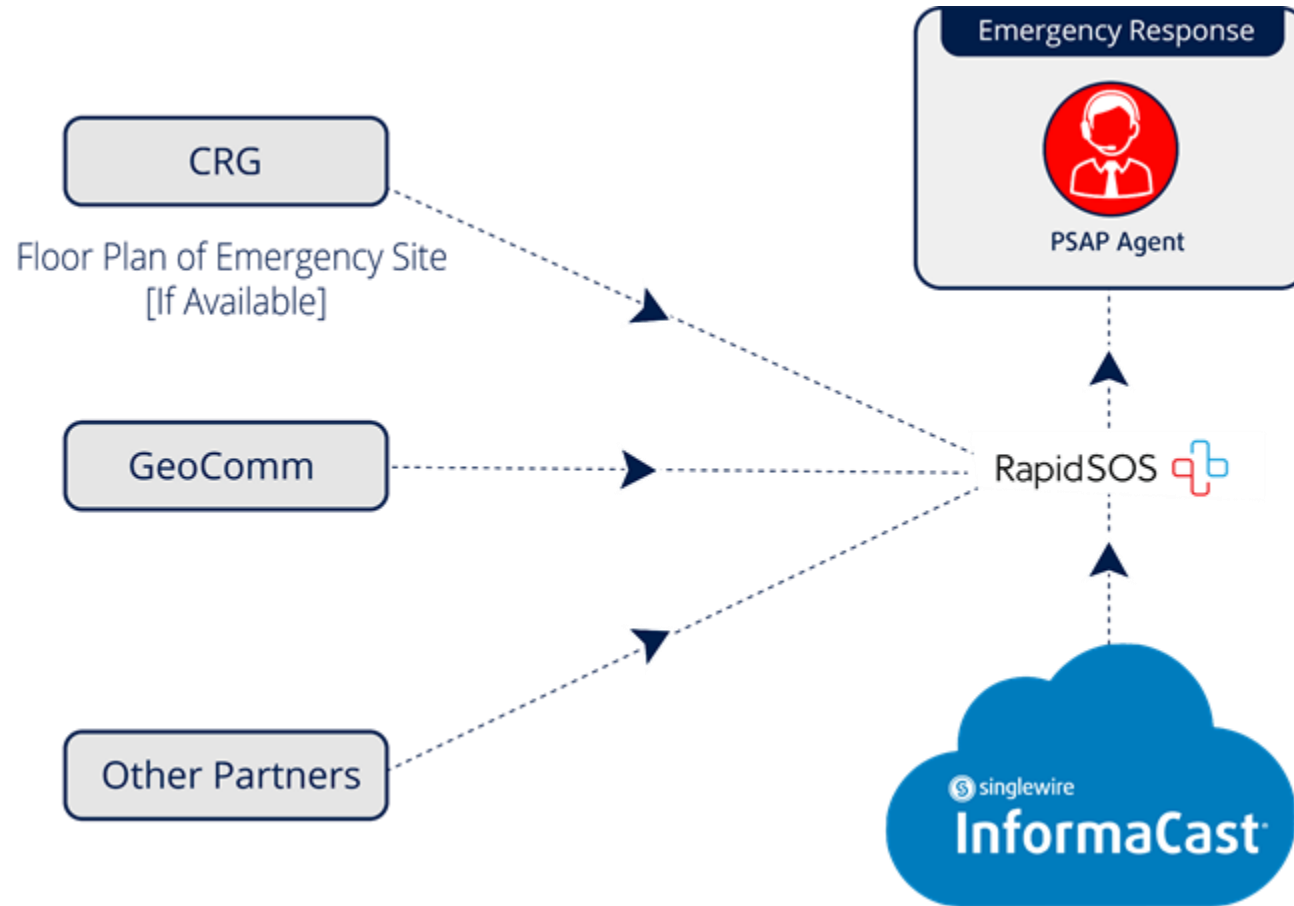 Emergency Response
PSAP Agent
CRG
Floor Plan of Emergency Site
[If Available]
GeoComm
RapidSOS
Other Partners
singlewire
InformaCast